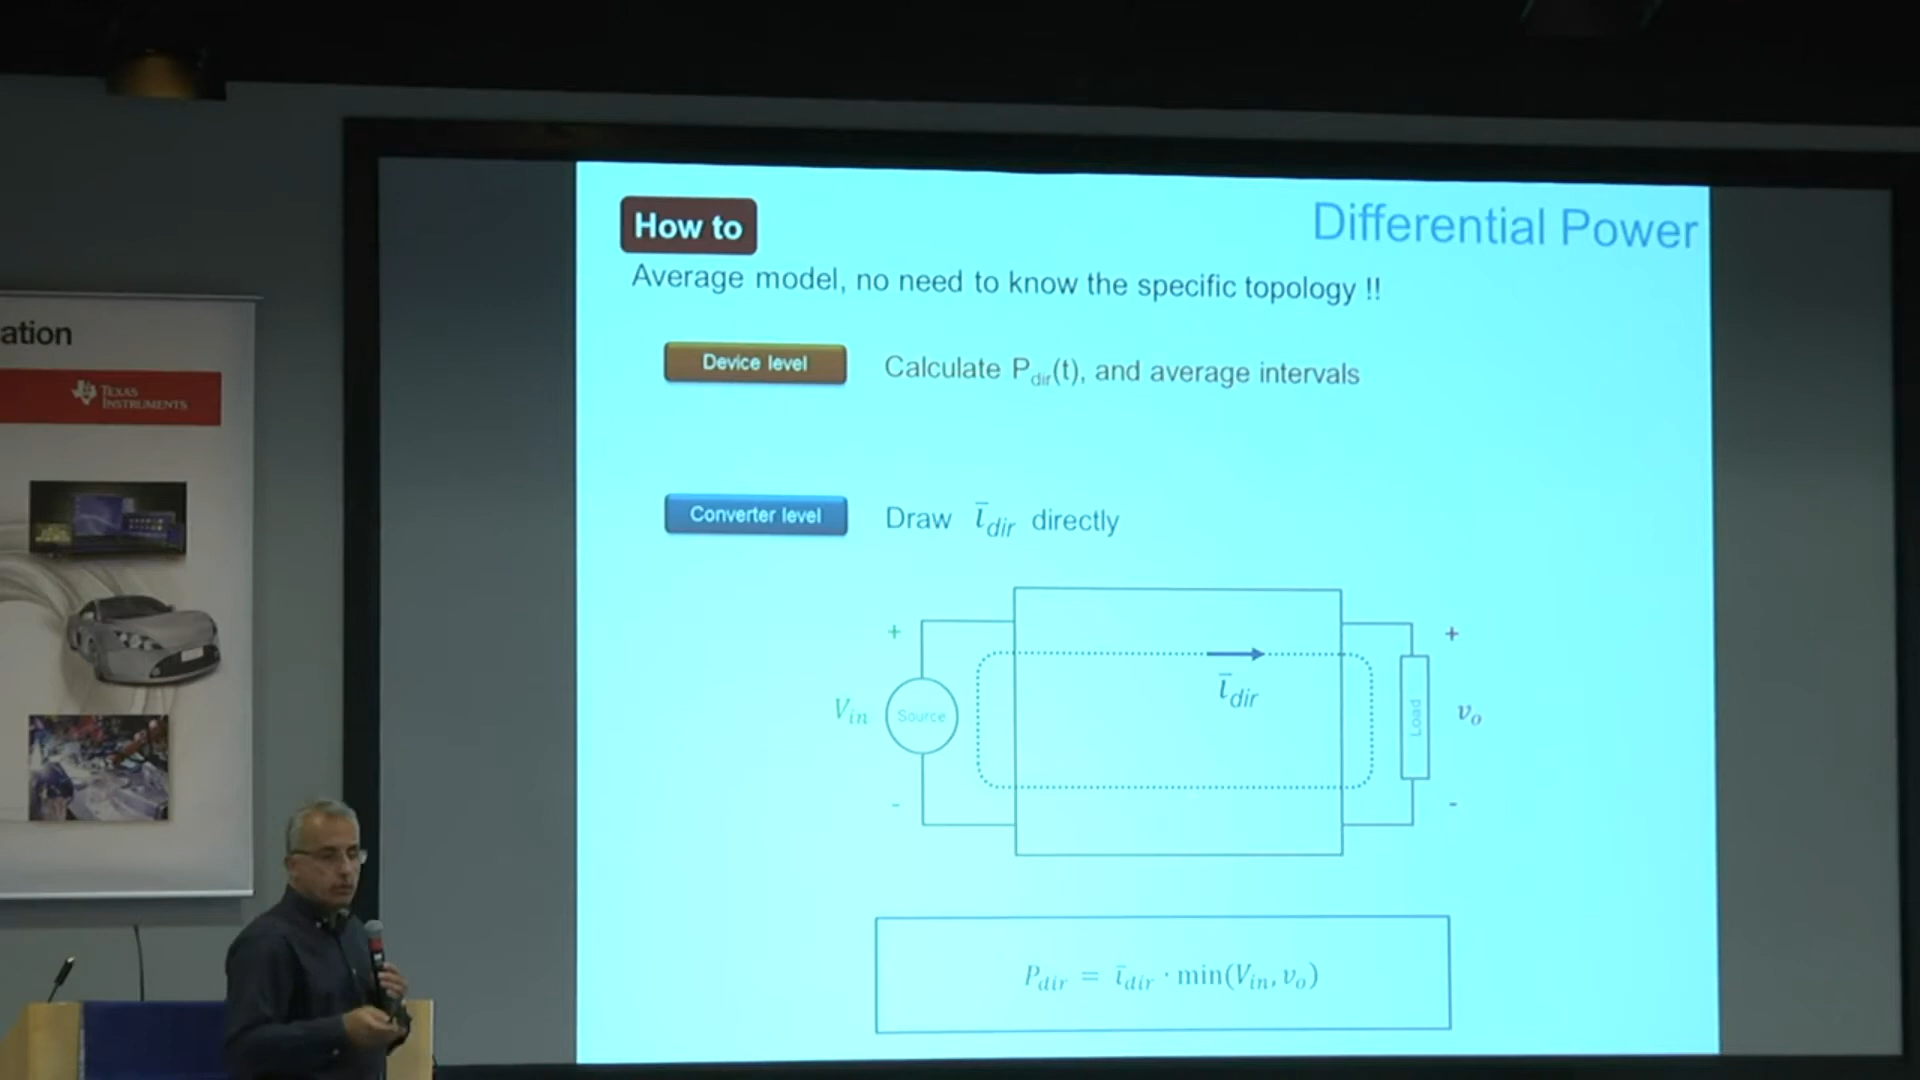 How to
Differential Power
Average model, no need to know the specific topology !!
Device level
Calculate P_dir(t), and average intervals
Converter level
Draw ī_dir directly
+
+
ī_dir
V_in
Source
Load
v_o
-
-
P_dir = ī_dir · min(V_in, v_o)
ation
TEXAS
INSTRUMENTS